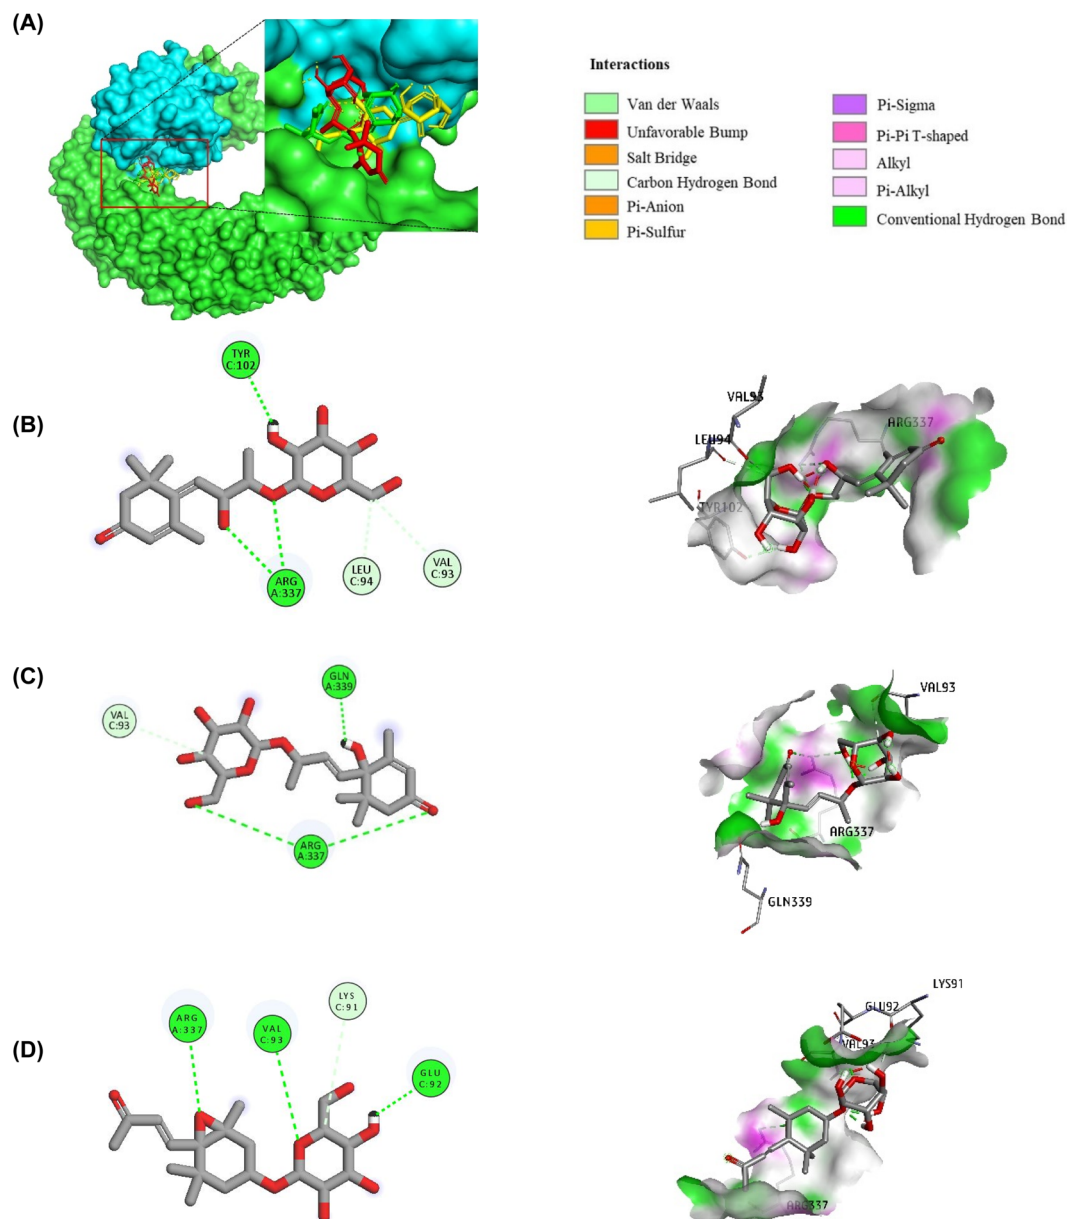 (A)
Interactions
Van der Waals
Unfavorable Bump
Salt Bridge
Carbon Hydrogen Bond
Pi-Anion
Pi-Sulfur
Pi-Sigma
Pi-Pi T-shaped
Alkyl
Pi-Alkyl
Conventional Hydrogen Bond
(B)
TYR
C:102
ARG
A:337
LEU
C:94
VAL
C:93
VAL93
LEU94
TYR102
ARG337
(C)
VAL
C:93
GLN
A:339
ARG
A:337
VAL93
ARG337
GLN339
(D)
ARG
A:337
VAL
C:93
LYS
C:91
GLU
C:92
LYS91
GLU92
VAL93
ARG337